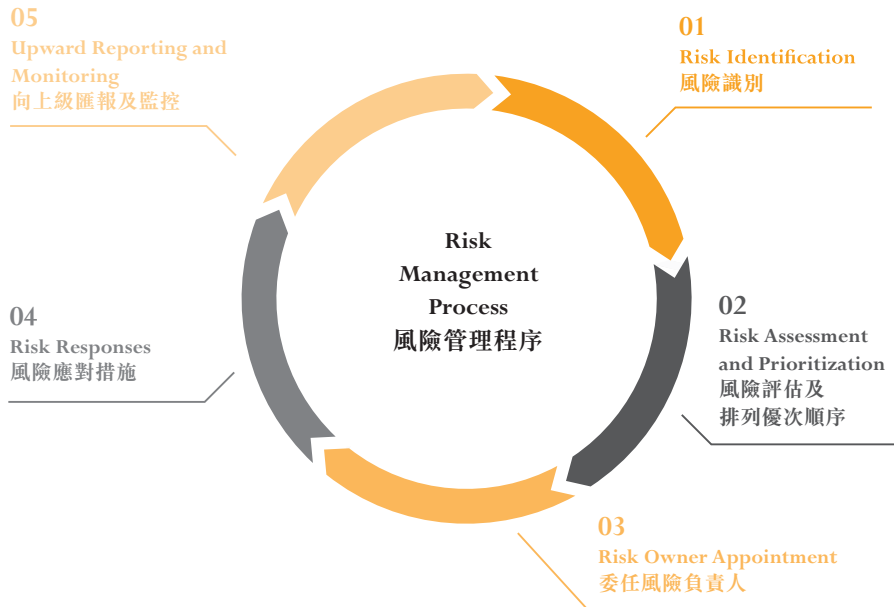 Risk
Management
Process
風險管理程序
01
Risk Identification
風險識別
02
Risk Assessment
and Prioritization
風險評估及
排列優次順序
03
Risk Owner Appointment
委任風險負責人
04
Risk Responses
風險應對措施
05
Upward Reporting and
Monitoring
向上級匯報及監控